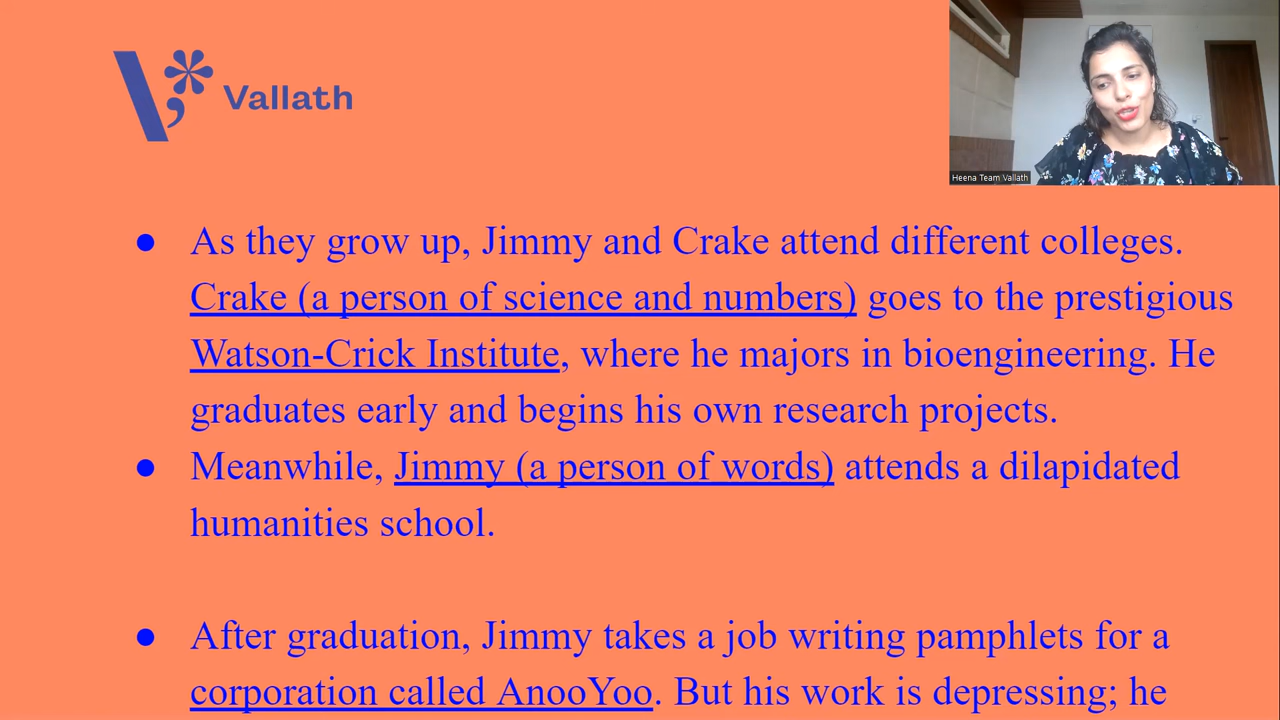 Vallath
Heena Team Vallath
● As they grow up, Jimmy and Crake attend different colleges.
Crake (a person of science and numbers) goes to the prestigious
Watson-Crick Institute, where he majors in bioengineering. He
graduates early and begins his own research projects.
● Meanwhile, Jimmy (a person of words) attends a dilapidated
humanities school.
● After graduation, Jimmy takes a job writing pamphlets for a
corporation called AnooYoo. But his work is depressing; he